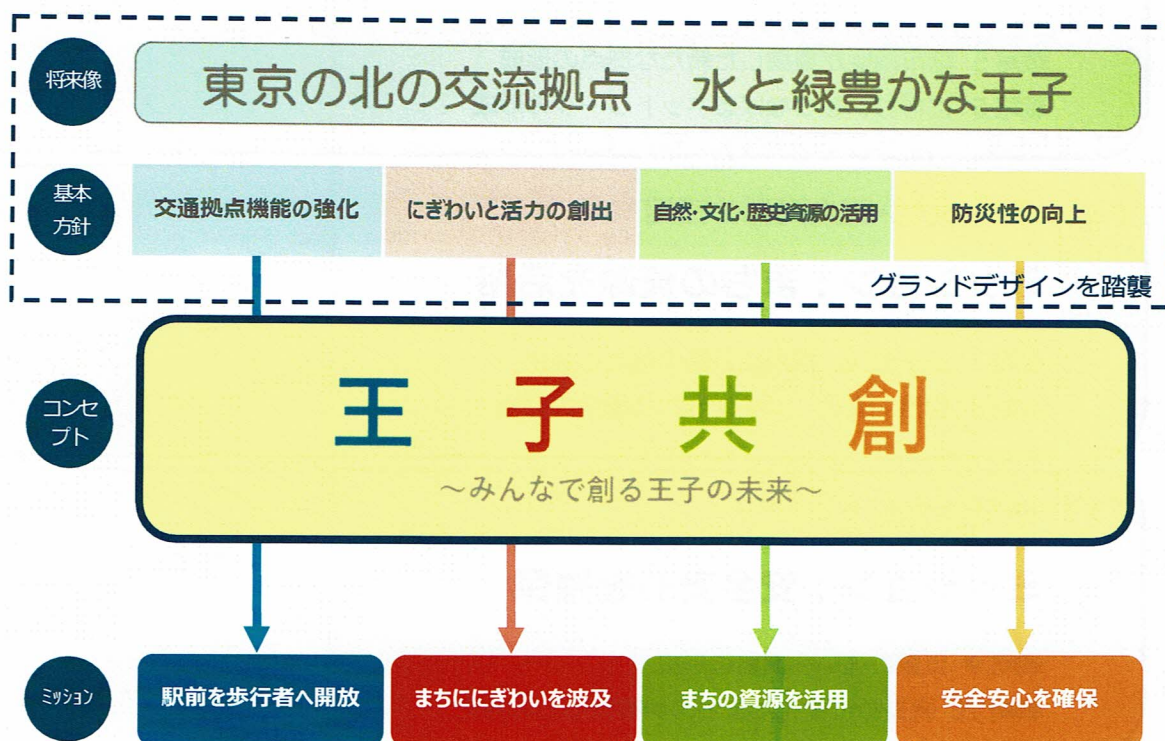 将来像
東京の北の交流拠点 水と緑豊かな王子
基本
方針
交通拠点機能の強化
にぎわいと活力の創出
自然・文化・歴史資源の活用
防災性の向上
グランドデザインを踏襲
コンセ
プト
王子共創
～みんなで創る王子の未来～
ミッション
駅前を歩行者へ開放
まちににぎわいを波及
まちの資源を活用
安全安心を確保